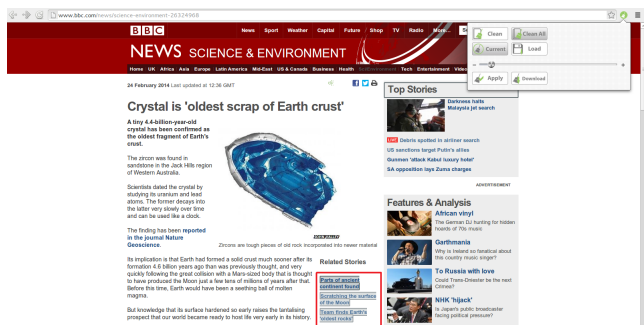 www.bbc.com/news/science-environment-26324968
Clean
Clean All
Current
Load
-
+
Apply
Download
BBC
News Sport Weather Capital Future Shop TV Radio More...
NEWS SCIENCE & ENVIRONMENT
Home UK Africa Asia Europe Latin America Mid-East US & Canada Business Health Tech Entertainment Video
24 February 2014 Last updated at 12:36 GMT
Crystal is 'oldest scrap of Earth crust'
A tiny 4.4-billion-year-old
crystal has been confirmed as
the oldest fragment of Earth's
crust.
The zircon was found in
sandstone in the Jack Hills region
of Western Australia.
Scientists dated the crystal by
studying its uranium and lead
atoms. The former decays into
the latter very slowly over time
and can be used like a clock.
The finding has been reported
in the journal Nature
Geoscience.
JOHN VALLEY
Zircons are tough pieces of old rock incorporated into newer material
Its implication is that Earth had formed a solid crust much sooner after its
formation 4.6 billion years ago than was previously thought, and very
quickly following the great collision with a Mars-sized body that is thought
to have produced the Moon just a few tens of millions of years after that.
Before this time, Earth would have been a seething ball of molten
magma.
But knowledge that its surface hardened so early raises the tantalising
prospect that our world became ready to host life very early in its history.
Related Stories
Parts of ancient
continent found
Scratching the surface
of the Moon
Team finds Earth's
'oldest rocks'
Top Stories
Darkness halts
Malaysia jet search
LIVE Debris spotted in airliner search
US sanctions target Putin's allies
Gunmen 'attack Kabul luxury hotel'
SA opposition lays Zuma charges
ADVERTISEMENT
Features & Analysis
African vinyl
The German DJ hunting for hidden
hoards of 70s music
Garthmania
Why is Ireland so fanatical about
this country music singer?
To Russia with love
Could Trans-Dniester be the next
Crimea?
NHK 'hijack'
Is Japan's public broadcaster
facing political pressure?